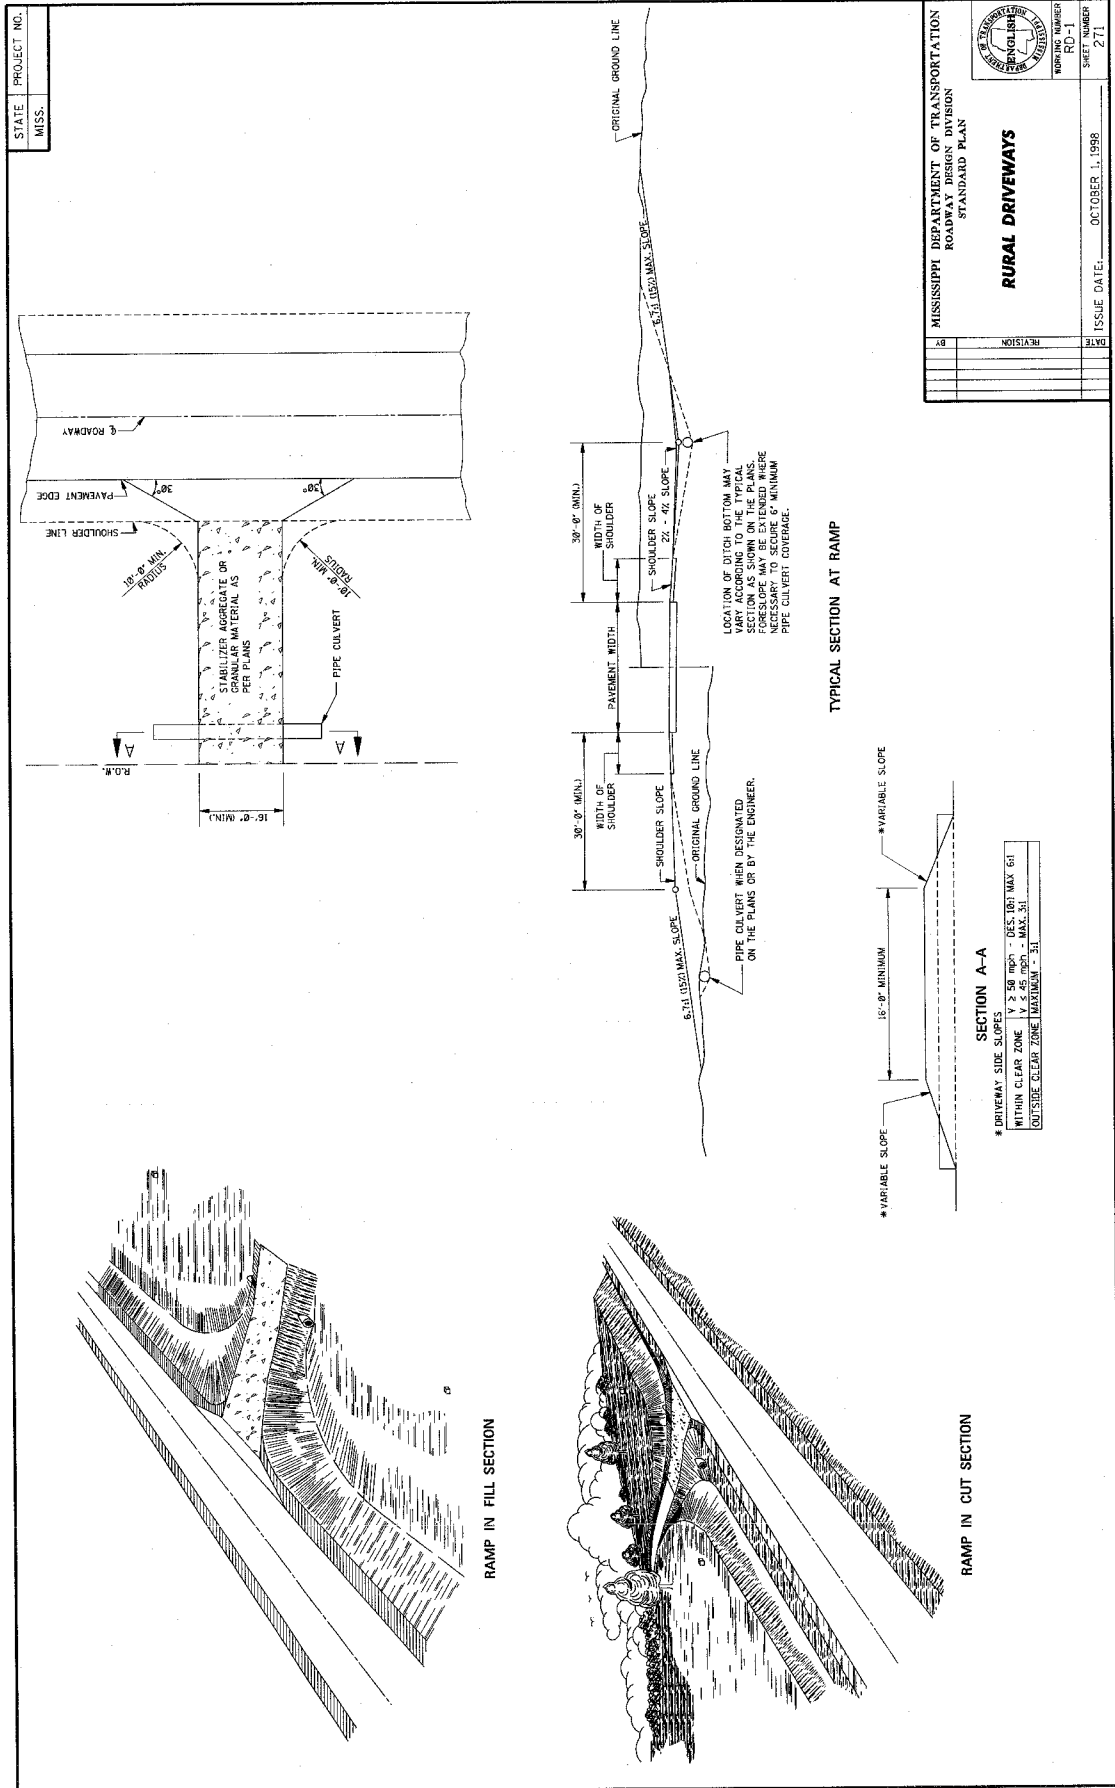 STATE PROJECT NO.
MISS.
℄ ROADWAY
PAVEMENT EDGE
30°
30°
SHOULDER LINE
10'-0" MIN.
RADIUS
10'-0" MIN.
RADIUS
STABILIZER AGGREGATE OR
GRANULAR MATERIAL AS
PER PLANS
PIPE CULVERT
A
A
R.O.W.
16'-0" (MIN.)
RAMP IN FILL SECTION
30'-0" (MIN.)
WIDTH OF
SHOULDER
PAVEMENT WIDTH
WIDTH OF
SHOULDER
30'-0" (MIN.)
SHOULDER SLOPE
SHOULDER SLOPE
2% - 4% SLOPE
6.7:1 (15%) MAX. SLOPE
6.7:1 (15%) MAX. SLOPE
ORIGINAL GROUND LINE
ORIGINAL GROUND LINE
PIPE CULVERT WHEN DESIGNATED
ON THE PLANS OR BY THE ENGINEER.
LOCATION OF DITCH BOTTOM MAY
VARY ACCORDING TO THE TYPICAL
SECTION AS SHOWN ON THE PLANS.
FORESLOPE MAY BE EXTENDED WHERE
NECESSARY TO SECURE 6" MINIMUM
PIPE CULVERT COVERAGE.
TYPICAL SECTION AT RAMP
RAMP IN CUT SECTION
* VARIABLE SLOPE
16'-0" MINIMUM
* VARIABLE SLOPE
SECTION A-A
* DRIVEWAY SIDE SLOPES
WITHIN CLEAR ZONE V ≥ 50 mph - DES. 10:1 MAX 6:1
V ≤ 45 mph - MAX. 3:1
OUTSIDE CLEAR ZONE MAXIMUM - 3:1
BY
REVISION
DATE
MISSISSIPPI DEPARTMENT OF TRANSPORTATION
ROADWAY DESIGN DIVISION
STANDARD PLAN
RURAL DRIVEWAYS
ISSUE DATE: OCTOBER 1, 1998
MISSISSIPPI DEPARTMENT OF TRANSPORTATION
ENGLISH
WORKING NUMBER
RD-1
SHEET NUMBER
271